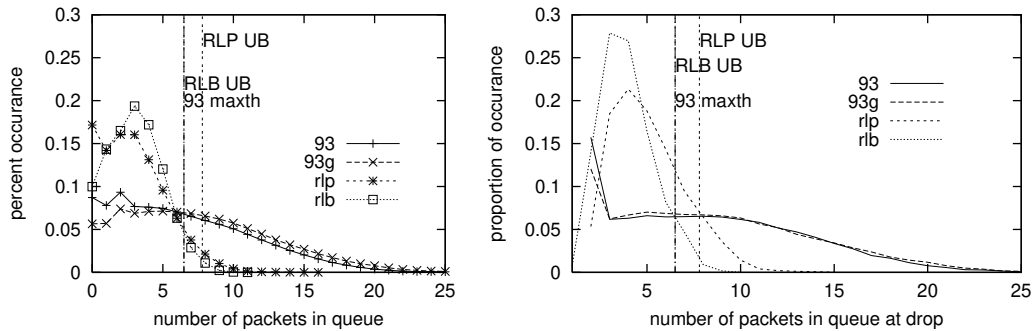 percent occurance
0.3
0.25
0.2
0.15
0.1
0.05
0
RLP UB
RLB UB
93 maxth
93
93g
rlp
rlb
0 5 10 15 20 25
number of packets in queue
proportion of occurance
0.3
0.25
0.2
0.15
0.1
0.05
0
RLP UB
RLB UB
93 maxth
93
93g
rlp
rlb
5 10 15 20 25
number of packets in queue at drop